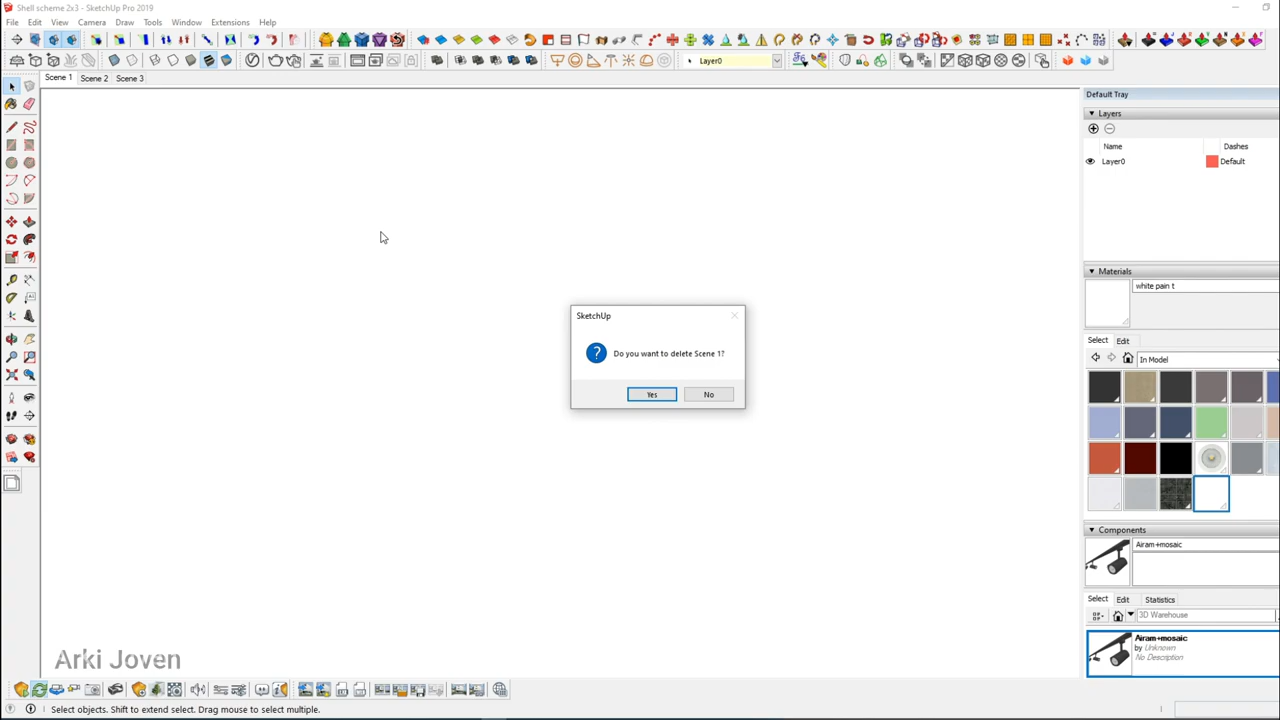 Shell scheme 2x3 - SketchUp Pro 2019
File Edit View Camera Draw Tools Window Extensions Help
Layer0
Scene 1 Scene 2 Scene 3
Default Tray
Layers
Name Dashes
Layer0 Default
Materials
white pain t
Select Edit
In Model
SketchUp
Do you want to delete Scene 1?
Yes No
Components
Airam+mosaic
Select Edit Statistics
3D Warehouse
Airam+mosaic
by Unknown
No Description
Arki Joven
Select objects. Shift to extend select. Drag mouse to select multiple.